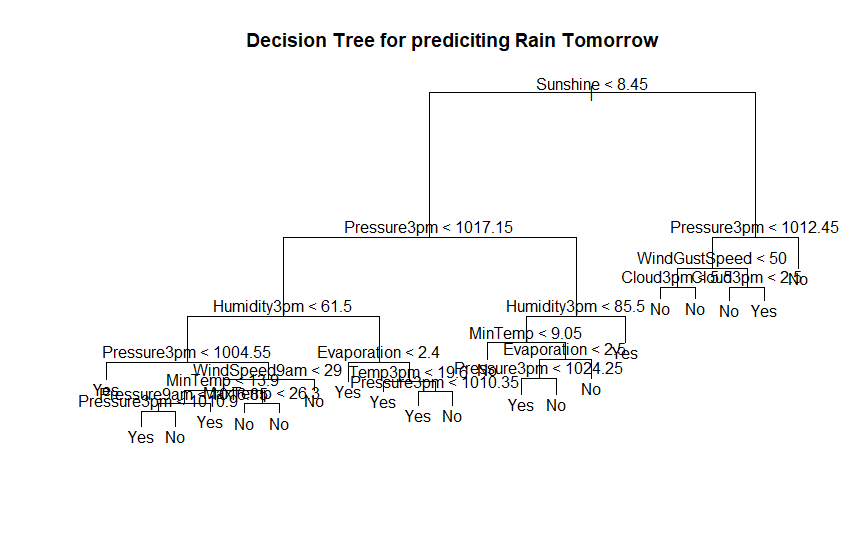 Decision Tree for prediciting Rain Tomorrow
Sunshine < 8.45
Pressure3pm < 1017.15
Pressure3pm < 1012.45
WindGustSpeed < 50
Cloud3pm < 5.5
Cloud3pm < 2.5
No
No
No
No
Yes
Humidity3pm < 61.5
Humidity3pm < 85.5
MinTemp < 9.05
Evaporation < 2.5
Yes
Pressure3pm < 1004.55
Evaporation < 2.4
WindSpeed9am < 29
Temp3pm < 19.6
Pressure3pm < 1024.25
No
MinTemp < 13.9
Pressure3pm < 1010.35
Yes
Yes
No
MaxTemp < 26.3
No
Yes
Pressure3pm < 1010.9
Yes
No
Yes
No
Yes
No
No
Yes
No